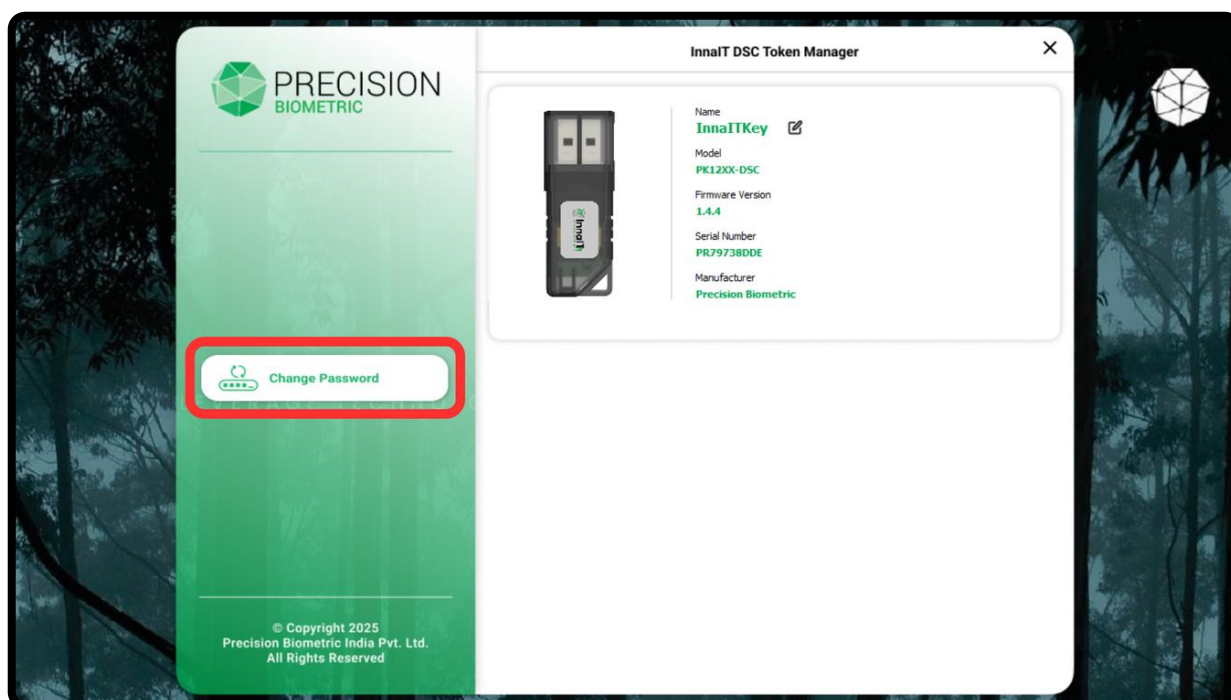 PRECISION
BIOMETRIC
Change Password
© Copyright 2025
Precision Biometric India Pvt. Ltd.
All Rights Reserved
InnaIT DSC Token Manager
Name
InnaITKey
Model
PK12XX-DSC
Firmware Version
1.4.4
Serial Number
PR79738DDE
Manufacturer
Precision Biometric